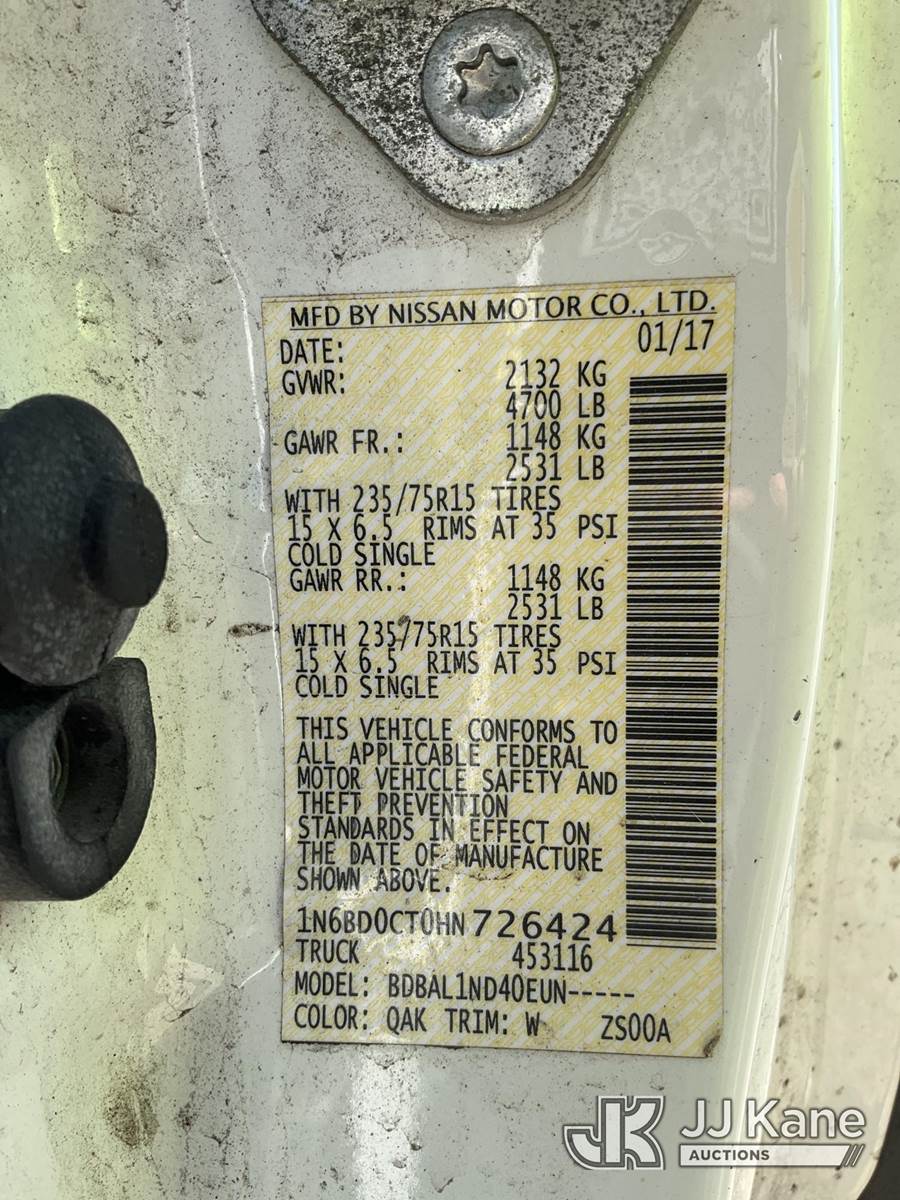 MFD BY NISSAN MOTOR CO., LTD.
DATE: 01/17
GVWR: 2132 KG
4700 LB
GAWR FR.: 1148 KG
2531 LB
WITH 235/75R15 TIRES
15 X 6.5 RIMS AT 35 PSI
COLD SINGLE
GAWR RR.: 1148 KG
2531 LB
WITH 235/75R15 TIRES
15 X 6.5 RIMS AT 35 PSI
COLD SINGLE
THIS VEHICLE CONFORMS TO
ALL APPLICABLE FEDERAL
MOTOR VEHICLE SAFETY AND
THEFT PREVENTION
STANDARDS IN EFFECT ON
THE DATE OF MANUFACTURE
SHOWN ABOVE.
1N6BD0CT0HN726424
TRUCK 453116
MODEL: BDBAL1ND40EUN-----
COLOR: QAK TRIM: W ZS00A
JK JJ Kane
AUCTIONS